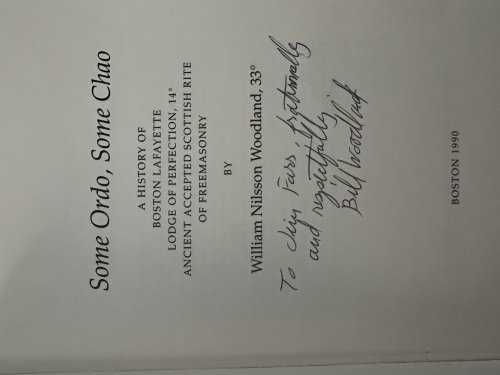 Some Ordo, Some Chao
A HISTORY OF
BOSTON LAFAYETTE
LODGE OF PERFECTION, 14°
ANCIENT ACCEPTED SCOTTISH RITE
OF FREEMASONRY
BY
William Nilsson Woodland, 33°
To Jim Farr, fraternally
and respectfully
Bill Woodland
BOSTON 1990